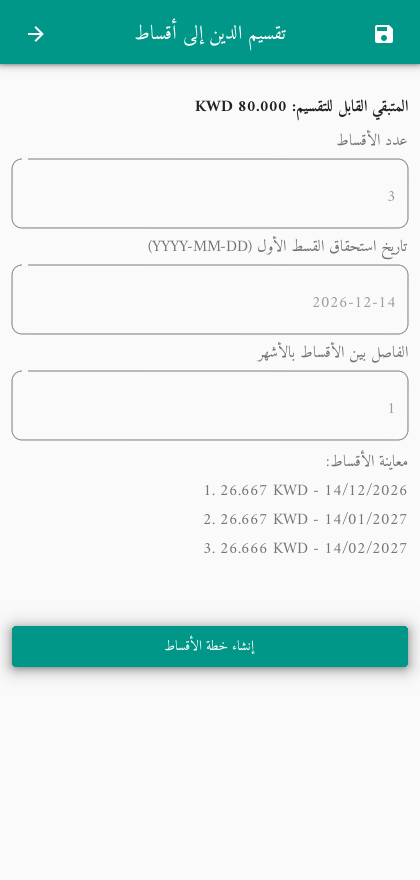 تقسيم الدين إلى أقساط
المتبقي القابل للتقسيم: 80.000 KWD
عدد الأقساط
3
تاريخ استحقاق القسط الأول (YYYY-MM-DD)
2026-12-14
الفاصل بين الأقساط بالأشهر
1
معاينة الأقساط:
1. 26.667 KWD - 14/12/2026
2. 26.667 KWD - 14/01/2027
3. 26.666 KWD - 14/02/2027
إنشاء خطة الأقساط